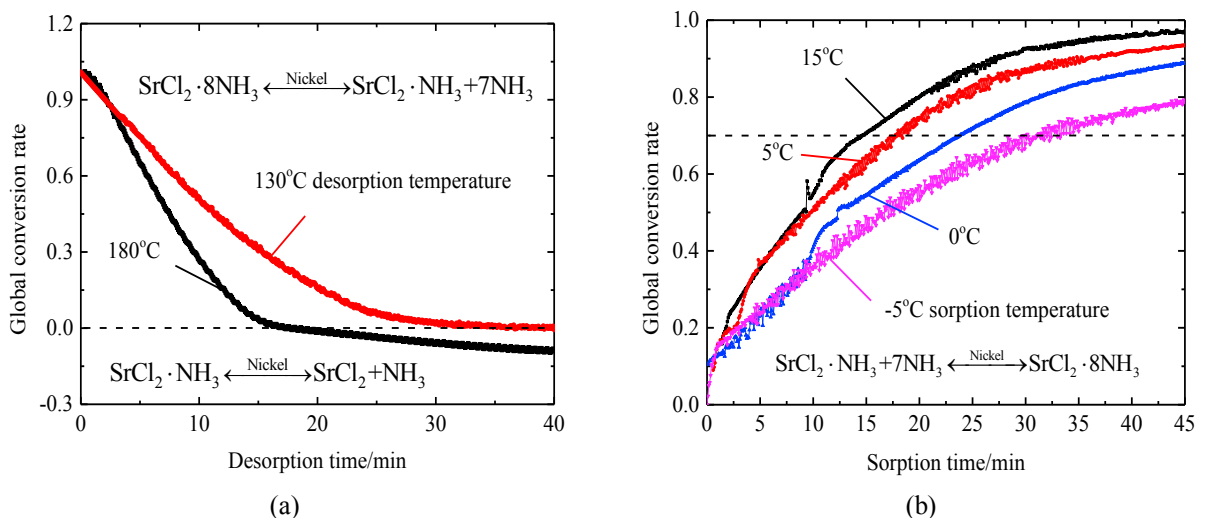 Global conversion rate
1.2
0.9
0.6
0.3
0.0
-0.3
SrCl₂·8NH₃ ⟷ SrCl₂·NH₃+7NH₃
Nickel
130°C desorption temperature
180°C
SrCl₂·NH₃ ⟷ SrCl₂+NH₃
Nickel
0 10 20 30 40
Desorption time/min
(a)
Global conversion rate
1.0
0.8
0.6
0.4
0.2
0.0
15°C
5°C
0°C
-5°C sorption temperature
SrCl₂·NH₃+7NH₃ ⟷ SrCl₂·8NH₃
Nickel
0 5 10 15 20 25 30 35 40 45
Sorption time/min
(b)